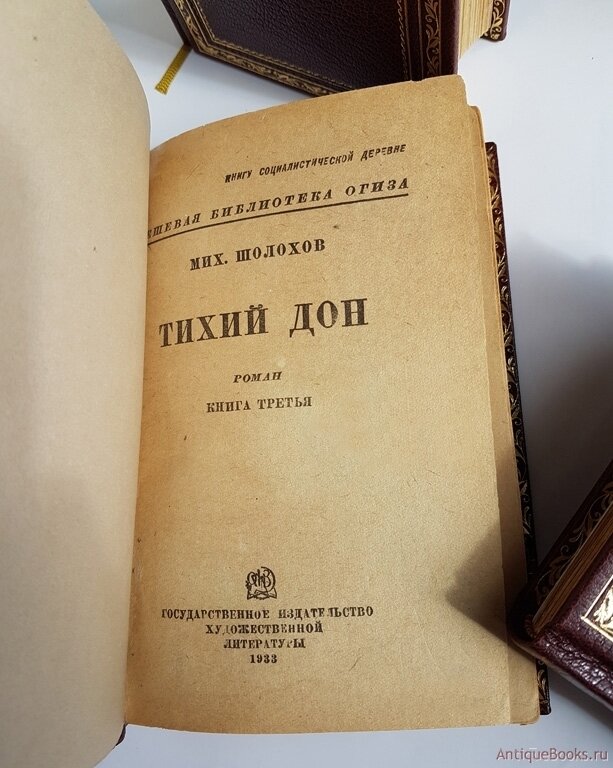 КНИГУ СОЦИАЛИСТИЧЕСКОЙ ДЕРЕВНЕ
ЕШЕВАЯ БИБЛИОТЕКА ОГИЗА
МИХ. ШОЛОХОВ
ТИХИЙ ДОН
РОМАН
КНИГА ТРЕТЬЯ
ГОСУДАРСТВЕННОЕ ИЗДАТЕЛЬСТВО
ХУДОЖЕСТВЕННОЙ
ЛИТЕРАТУРЫ
1933
AntiqueBooks.ru